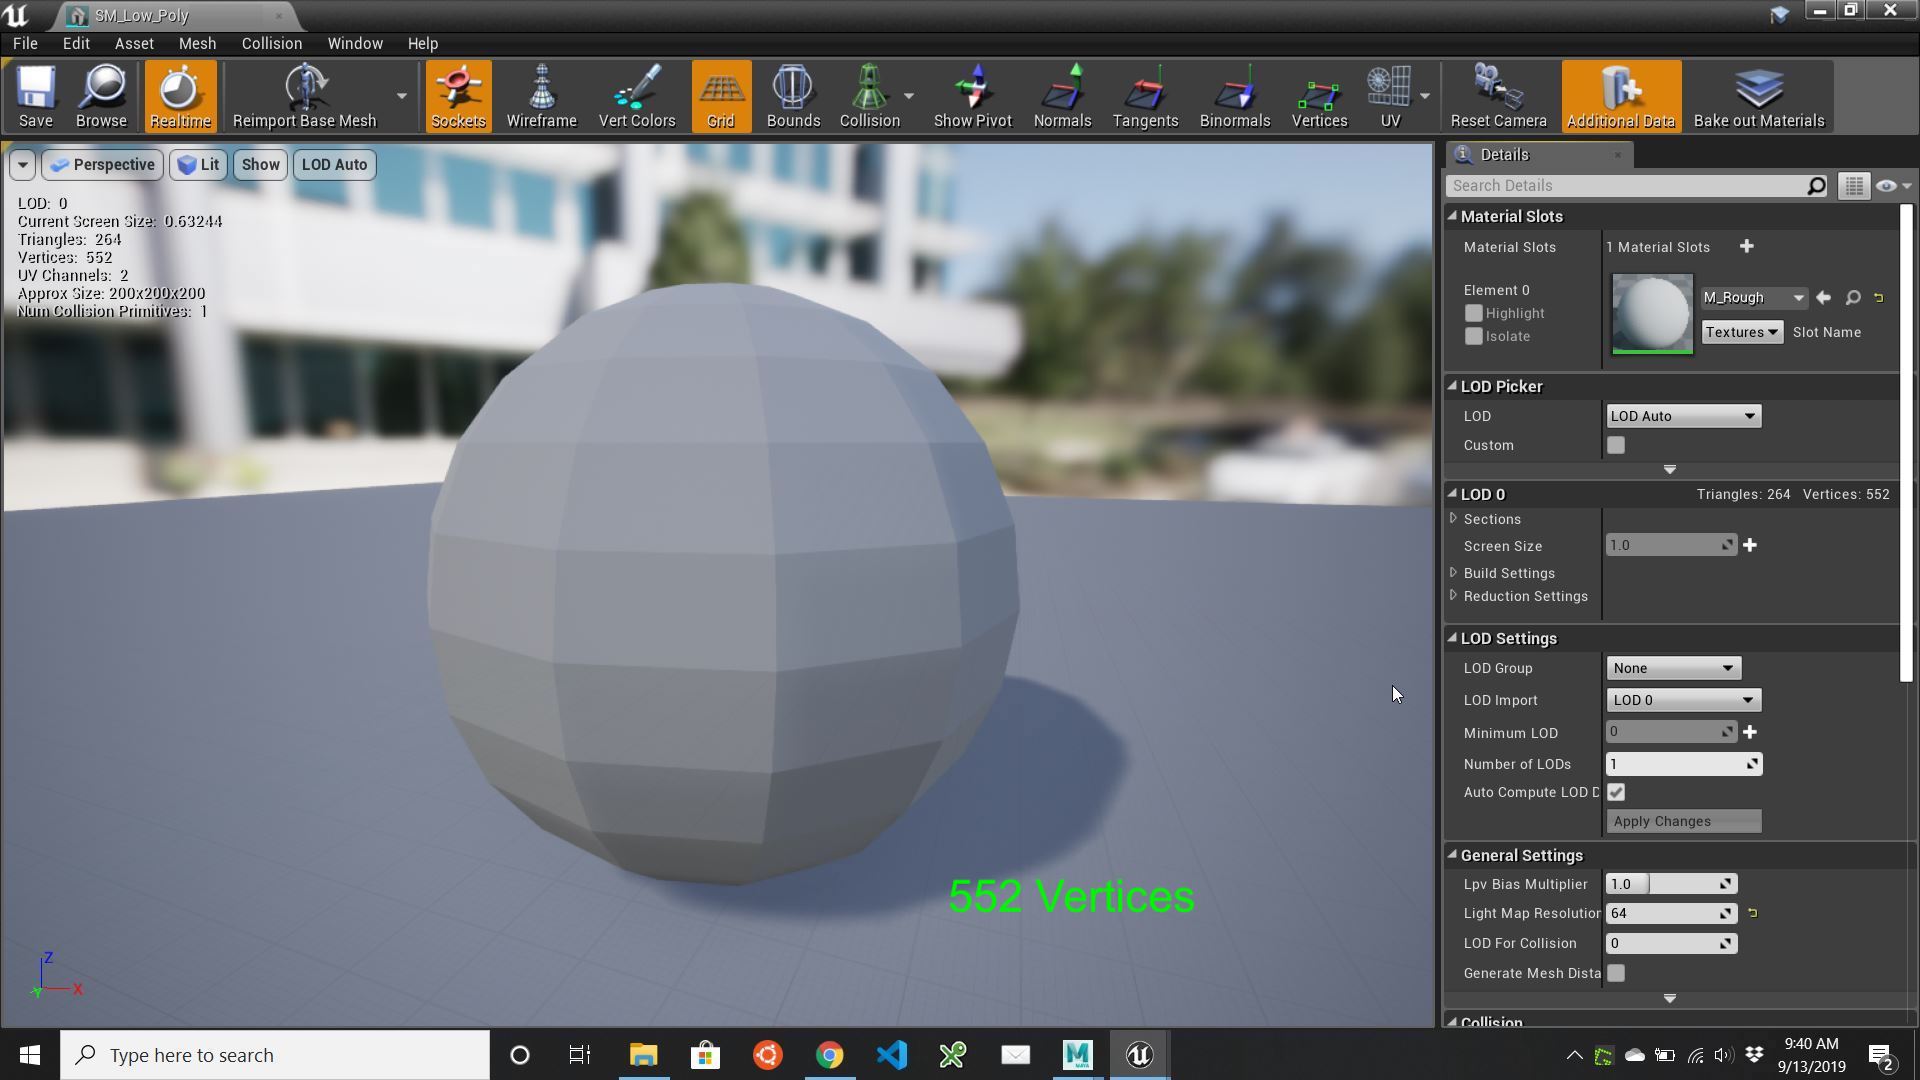 SM_Low_Poly
File Edit Asset Mesh Collision Window Help
Save Browse Realtime Reimport Base Mesh Sockets Wireframe Vert Colors Grid Bounds Collision Show Pivot Normals Tangents Binormals Vertices UV Reset Camera Additional Data Bake out Materials
Perspective Lit Show LOD Auto
LOD: 0
Current Screen Size: 0.63244
Triangles: 264
Vertices: 552
UV Channels: 2
Approx Size: 200x200x200
Num Collision Primitives: 1
552 Vertices
Z
X
Y
Details
Search Details
Material Slots
Material Slots 1 Material Slots
Element 0
Highlight
Isolate
M_Rough
Textures Slot Name
LOD Picker
LOD LOD Auto
Custom
LOD 0 Triangles: 264 Vertices: 552
Sections
Screen Size 1.0
Build Settings
Reduction Settings
LOD Settings
LOD Group None
LOD Import LOD 0
Minimum LOD 0
Number of LODs 1
Auto Compute LOD D
Apply Changes
General Settings
Lpv Bias Multiplier 1.0
Light Map Resolution 64
LOD For Collision 0
Generate Mesh Dista
Collision
Type here to search
MAYA
9:40 AM
9/13/2019
2